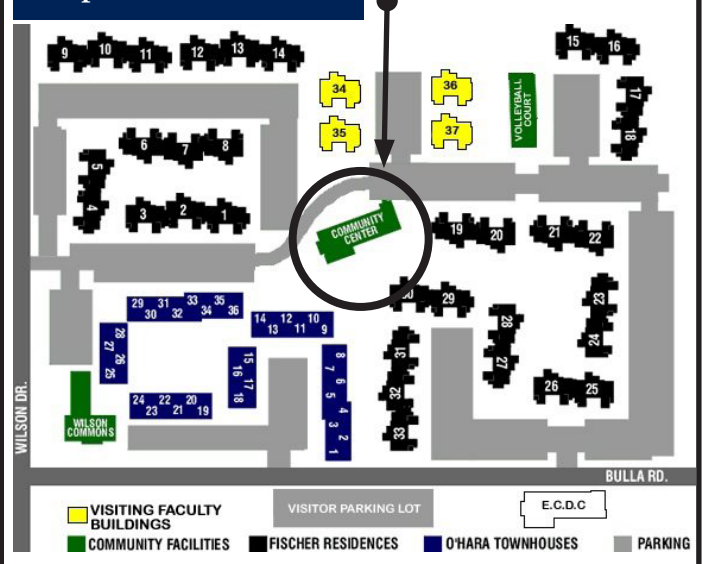 9 10 11 12 13 14
15 16
34 36
17
18
VOLLEYBALL
COURT
35 37
6 7 8
5
4
3 2 1
COMMUNITY
CENTER
19 20 21 22
30 29
29 31 33 35
30 32 34 36
14 12 10
13 11 9
28
27 26
25
23
24
28
27
31
32
33
15
16 17
18
8
7
6
5
4
3
2
1
24 22 20
23 21 19
26 25
WILSON
COMMONS
WILSON DR.
BULLA RD.
VISITING FACULTY
BUILDINGS
VISITOR PARKING LOT
E.C.D.C
COMMUNITY FACILITIES
FISCHER RESIDENCES
O'HARA TOWNHOUSES
PARKING